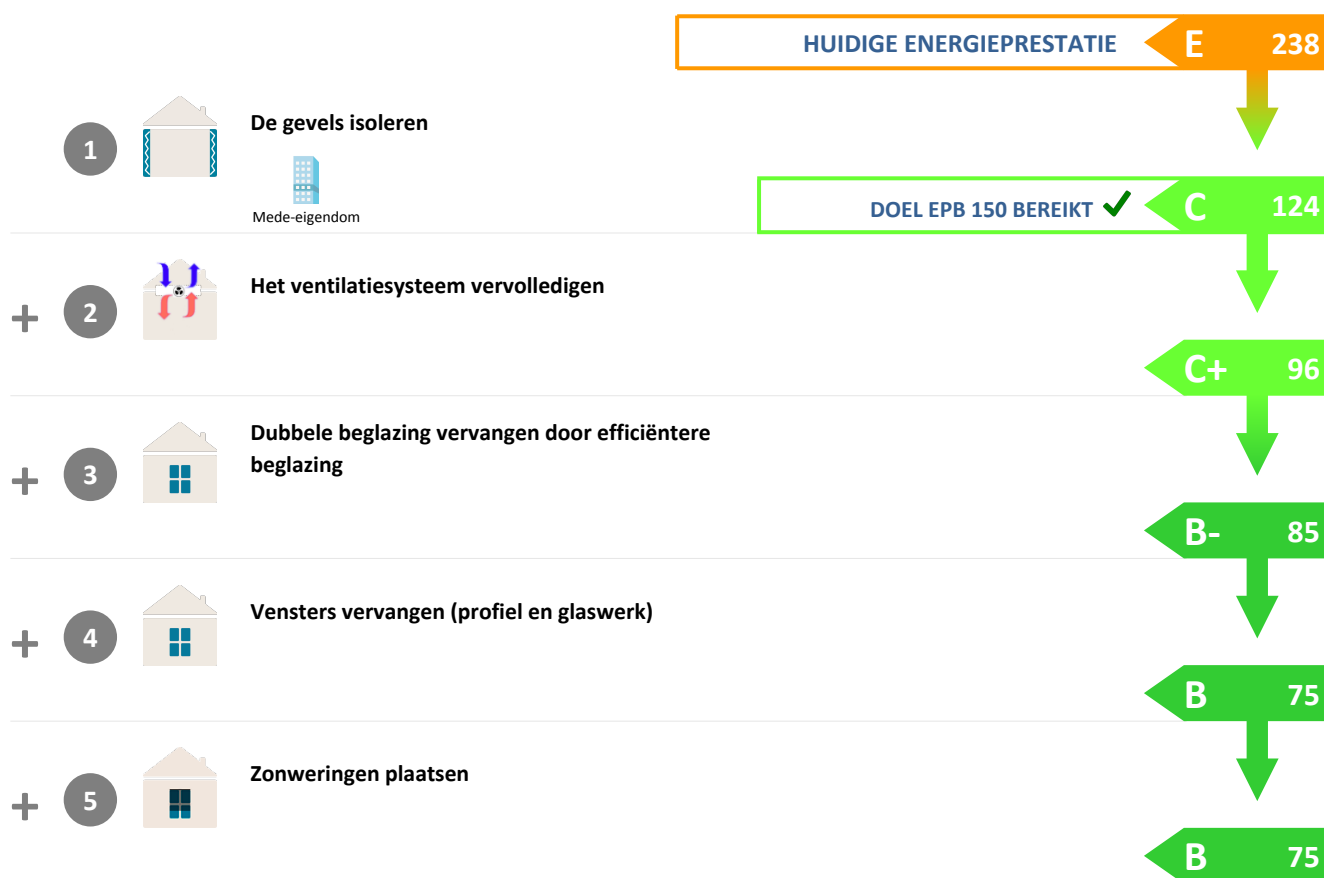 HUIDIGE ENERGIEPRESTATIE E 238
1 De gevels isoleren
Mede-eigendom
DOEL EPB 150 BEREIKT ✓ C 124
+ 2 Het ventilatiesysteem vervolledigen
C+ 96
+ 3 Dubbele beglazing vervangen door efficiëntere
beglazing
B- 85
+ 4 Vensters vervangen (profiel en glaswerk)
B 75
+ 5 Zonweringen plaatsen
B 75